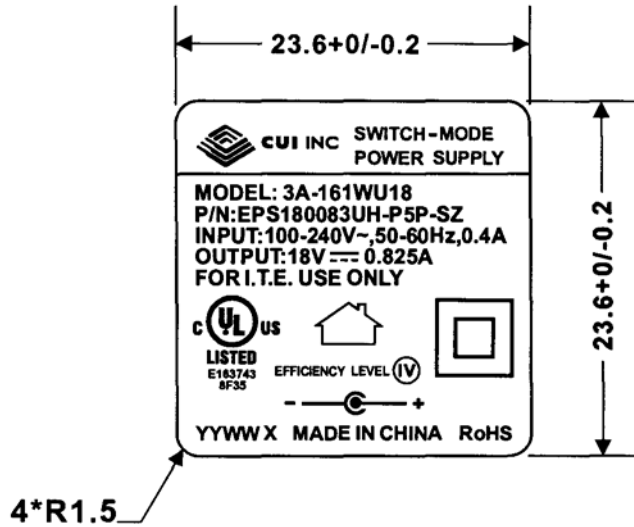 23.6+0/-0.2
CUI INC SWITCH-MODE POWER SUPPLY
MODEL: 3A-161WU18
P/N:EPS180083UH-P5P-SZ
INPUT:100-240V~,50-60Hz,0.4A
OUTPUT:18V⎓0.825A
FOR I.T.E. USE ONLY
C UL US
LISTED
E163743
8F35
EFFICIENCY LEVEL IV
- +
YYWW X MADE IN CHINA RoHS
23.6+0/-0.2
4*R1.5